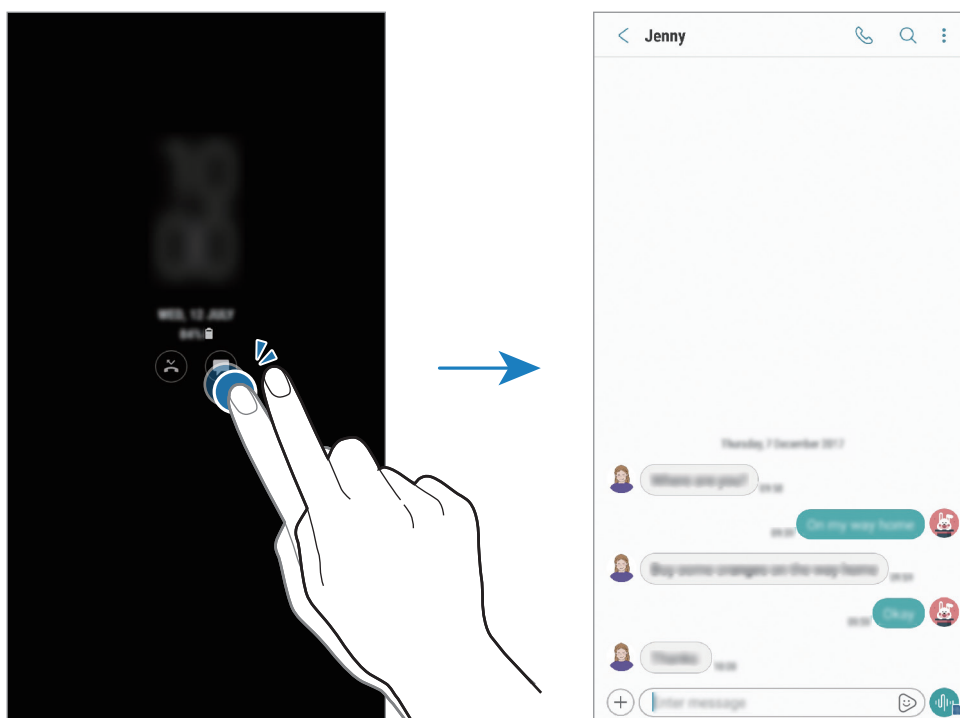 WED, 12 JULY
84%
Jenny
Thursday, 7 December 2017
Where are you?
On my way home
Buy some oranges on the way home
Okay
Thanks
Enter message